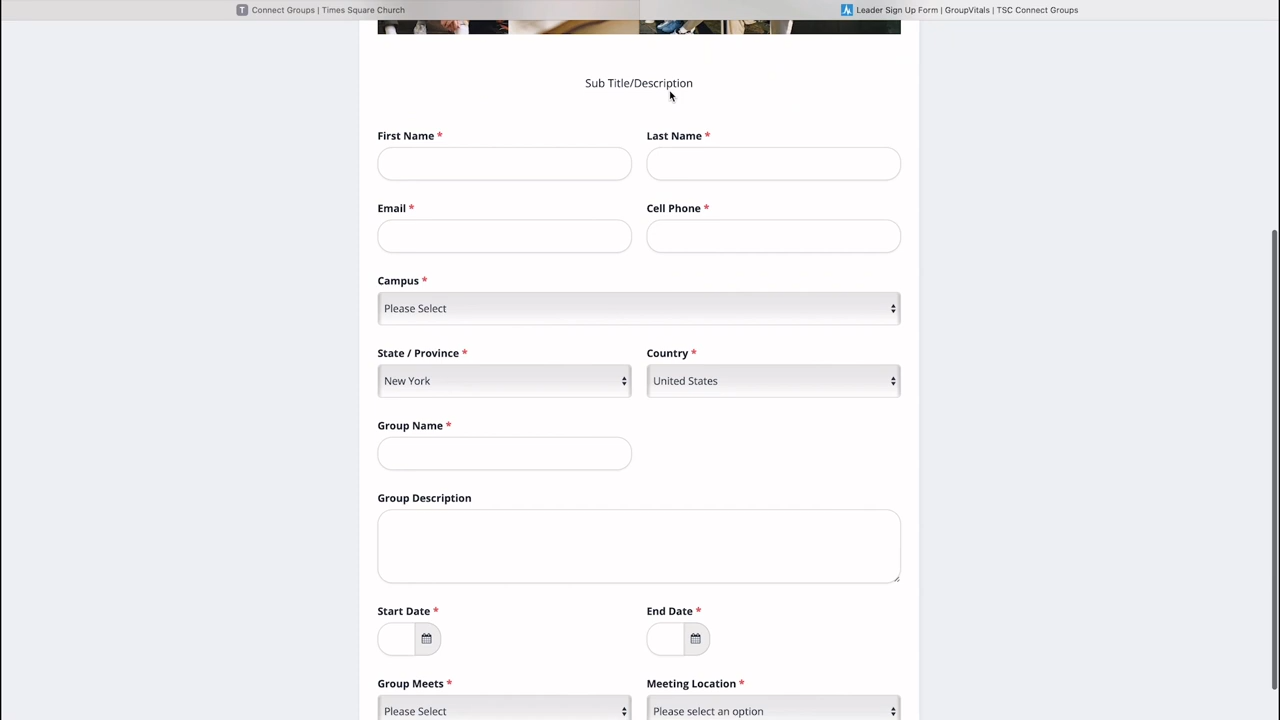 Connect Groups | Times Square Church
Leader Sign Up Form | GroupVitals | TSC Connect Groups
Sub Title/Description
First Name *
Last Name *
Email *
Cell Phone *
Campus *
Please Select
State / Province *
Country *
New York
United States
Group Name *
Group Description
Start Date *
End Date *
Group Meets *
Meeting Location *
Please Select
Please select an option